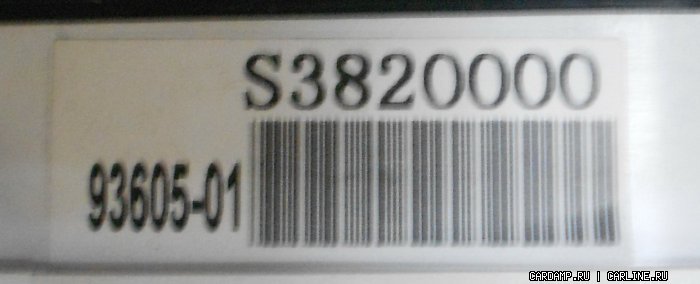 S3820000
93605-01
CARDAMP.RU | CARLINE.RU